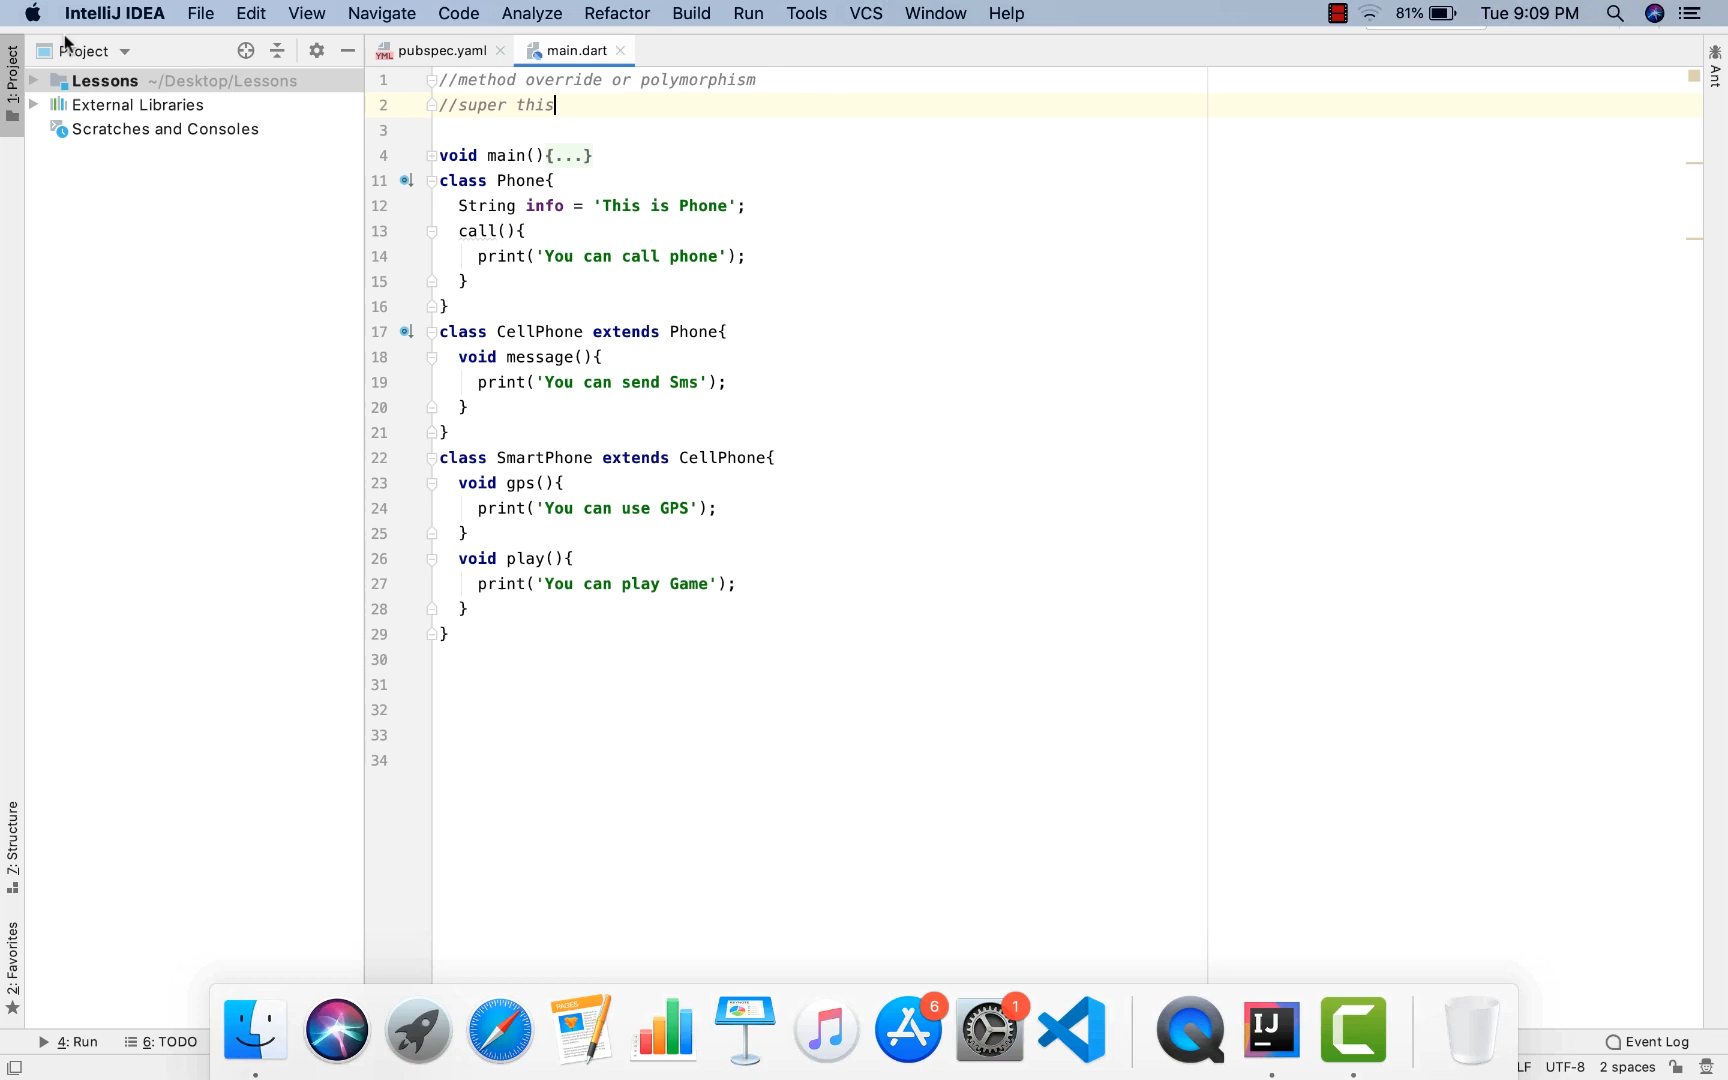 IntelliJ IDEA File Edit View Navigate Code Analyze Refactor Build Run Tools VCS Window Help 81% Tue 9:09 PM
Project
pubspec.yaml
main.dart
1: Project
Lessons ~/Desktop/Lessons
External Libraries
Scratches and Consoles
Z: Structure
2: Favorites
Ant
1 //method override or polymorphism
2 //super this
3
4 void main(){...}
11 class Phone{
12 String info = 'This is Phone';
13 call(){
14 print('You can call phone');
15 }
16 }
17 class CellPhone extends Phone{
18 void message(){
19 print('You can send Sms');
20 }
21 }
22 class SmartPhone extends CellPhone{
23 void gps(){
24 print('You can use GPS');
25 }
26 void play(){
27 print('You can play Game');
28 }
29 }
30
31
32
33
34
YML
PAGES
KEYNOTE
6
1
IJ
4: Run 6: TODO Event Log
LF UTF-8 2 spaces